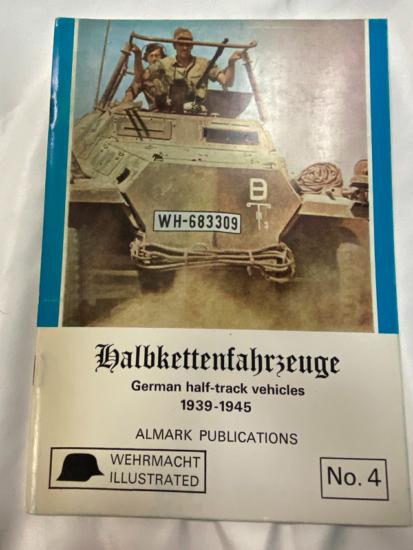 B
WH-683309
Halbkettenfahrzeuge
German half-track vehicles
1939-1945
ALMARK PUBLICATIONS
WEHRMACHT
ILLUSTRATED
No. 4